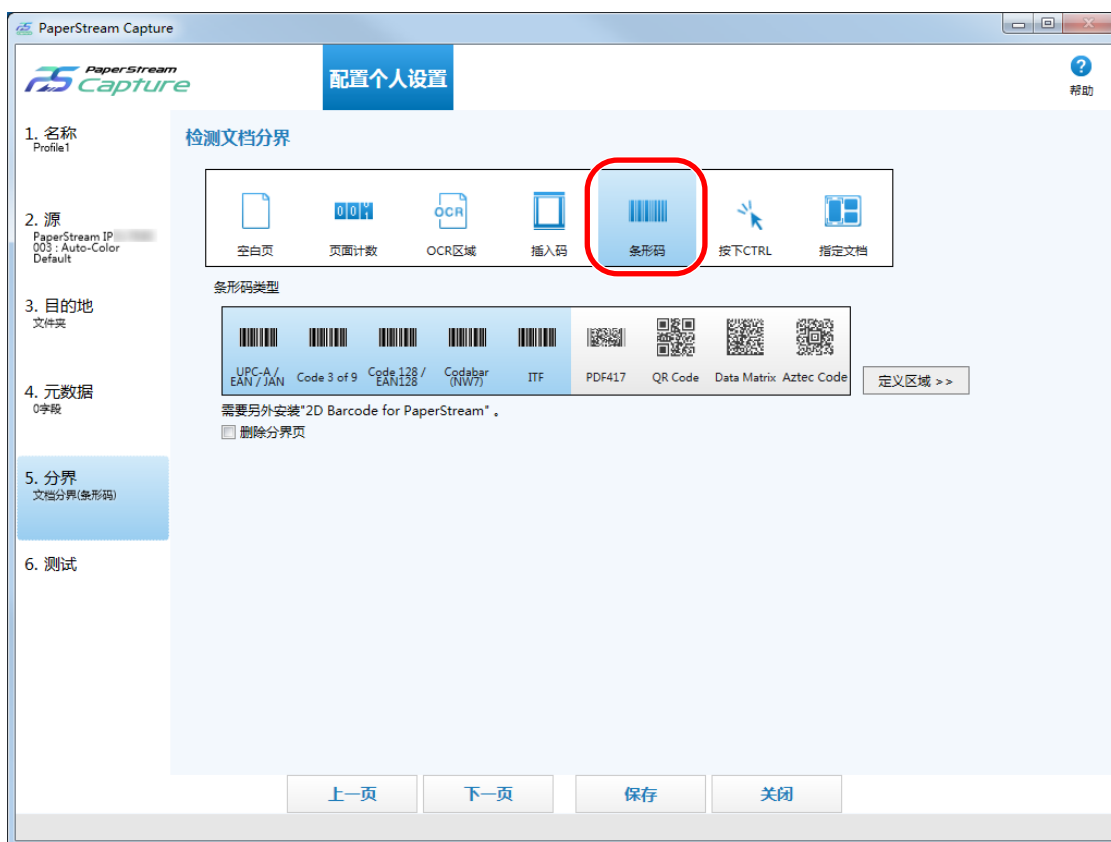 PaperStream Capture
PaperStream
Capture
配置个人设置
帮助
1. 名称
Profile1
2. 源
PaperStream IP
003 : Auto-Color
Default
3. 目的地
文件夹
4. 元数据
0字段
5. 分界
文档分界(条形码)
6. 测试
检测文档分界
空白页
页面计数
OCR
OCR区域
插入码
条形码
按下CTRL
指定文档
条形码类型
UPC-A /
EAN / JAN
Code 3 of 9
Code 128 /
EAN128
Codabar
(NW7)
ITF
PDF417
QR Code
Data Matrix
Aztec Code
定义区域 >>
需要另外安装"2D Barcode for PaperStream" 。
删除分界页
上一页
下一页
保存
关闭